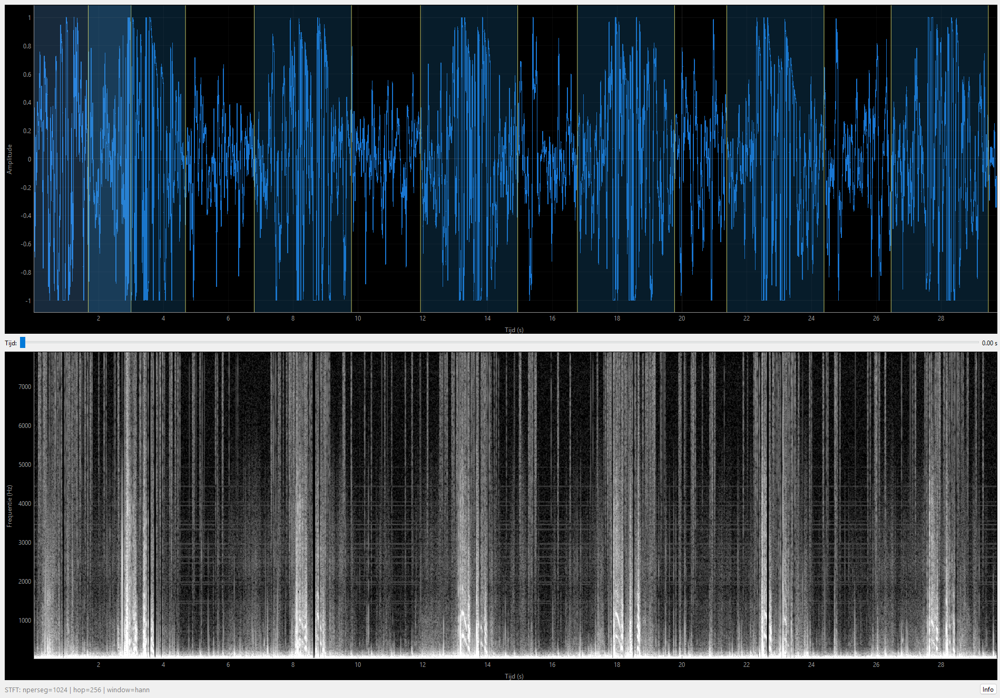 1
0.8
0.6
0.4
0.2
0
-0.2
-0.4
-0.6
-0.8
-1
Amplitude
2 4 6 8 10 12 14 16 18 20 22 24 26 28
Tijd (s)
Tijd: 0.00 s
7000
6000
5000
4000
3000
2000
1000
Frequentie (Hz)
2 4 6 8 10 12 14 16 18 20 22 24 26 28
Tijd (s)
STFT: nperseg=1024 | hop=256 | window=hann Info